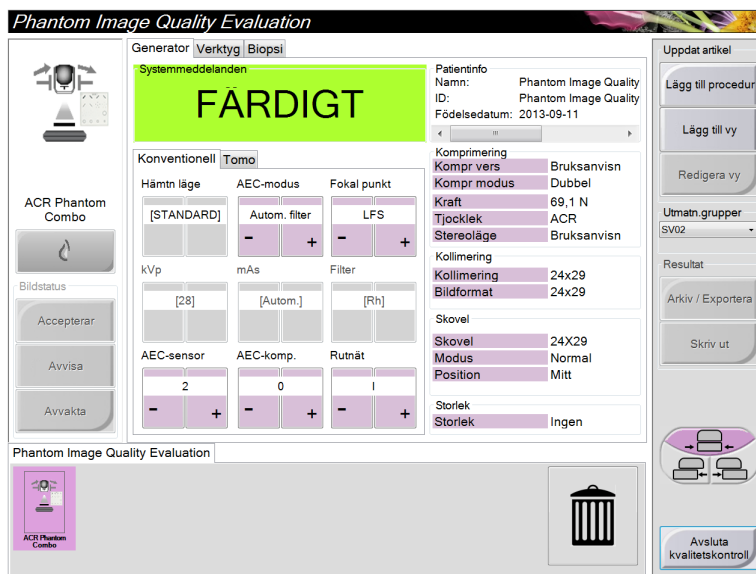 Phantom Image Quality Evaluation
Generator Verktyg Biopsi
Systemmeddelanden
FÄRDIGT
Patientinfo
Namn: Phantom Image Quality
ID: Phantom Image Quality
Födelsedatum: 2013-09-11
Konventionell Tomo
Hämtn läge AEC-modus Fokal punkt
[STANDARD] Autom. filter LFS
- + - +
kVp mAs Filter
[28] [Autom.] [Rh]
AEC-sensor AEC-komp. Rutnät
2 0 I
- + - + - +
Komprimering
Kompr vers Bruksanvisn
Kompr modus Dubbel
Kraft 69,1 N
Tjocklek ACR
Stereoläge Bruksanvisn
Kollimering
Kollimering 24x29
Bildformat 24x29
Skovel
Skovel 24X29
Modus Normal
Position Mitt
Storlek
Storlek Ingen
ACR Phantom
Combo
Bildstatus
Accepterar
Avvisa
Avvakta
Uppdat artikel
Lägg till procedur
Lägg till vy
Redigera vy
Utmatn.grupper
SV02
Resultat
Arkiv / Exportera
Skriv ut
Avsluta
kvalitetskontroll
Phantom Image Quality Evaluation
ACR Phantom
Combo